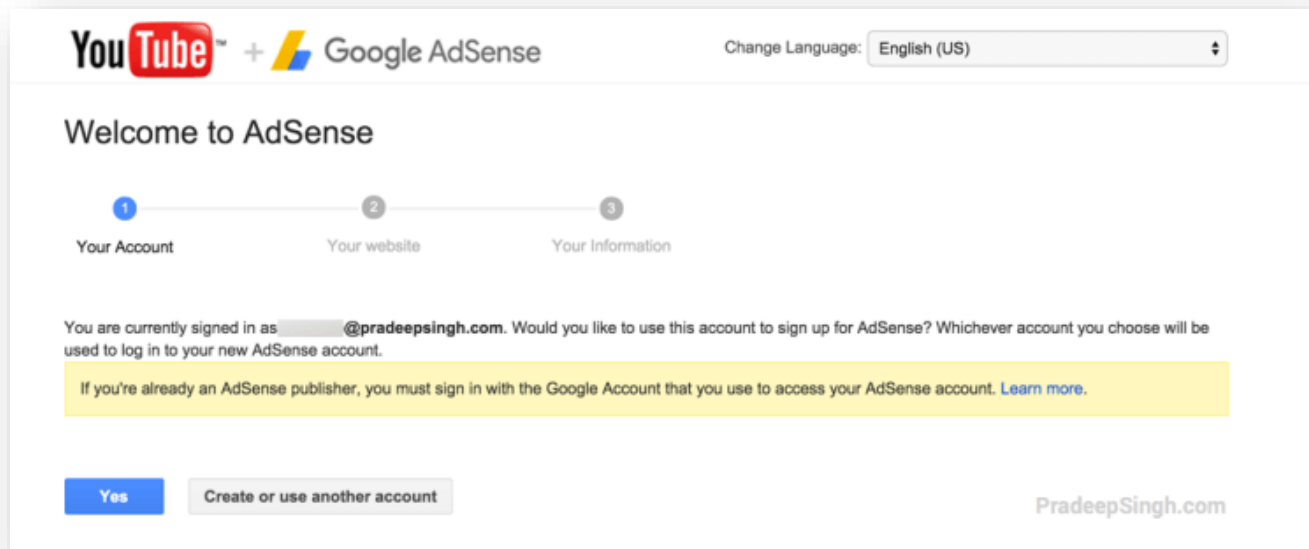 YouTube™ + Google AdSense
Change Language: English (US)
Welcome to AdSense
1 2 3
Your Account Your website Your Information
You are currently signed in as @pradeepsingh.com. Would you like to use this account to sign up for AdSense? Whichever account you choose will be
used to log in to your new AdSense account.
If you're already an AdSense publisher, you must sign in with the Google Account that you use to access your AdSense account. Learn more.
Yes Create or use another account
PradeepSingh.com